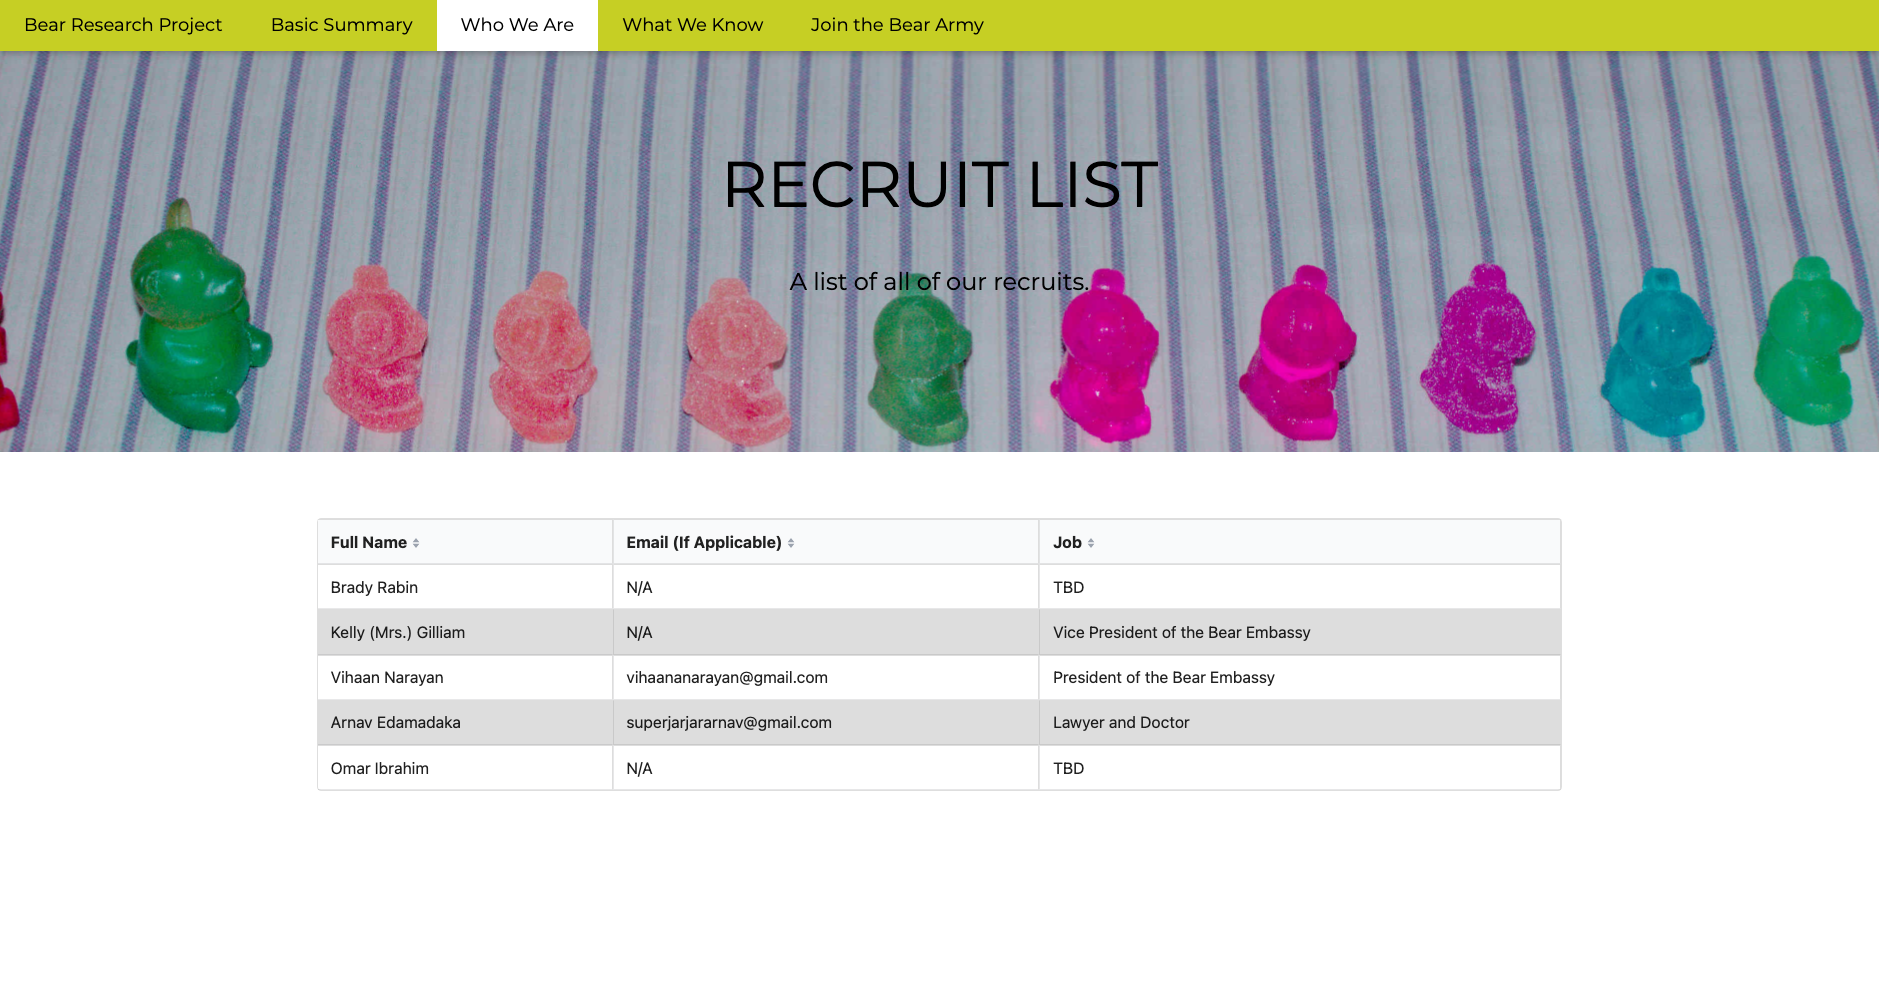 Bear Research Project Basic Summary Who We Are What We Know Join the Bear Army
RECRUIT LIST
A list of all of our recruits.
Full Name Email (If Applicable) Job
Brady Rabin N/A TBD
Kelly (Mrs.) Gilliam N/A Vice President of the Bear Embassy
Vihaan Narayan vihaananarayan@gmail.com President of the Bear Embassy
Arnav Edamadaka superjarjararnav@gmail.com Lawyer and Doctor
Omar Ibrahim N/A TBD